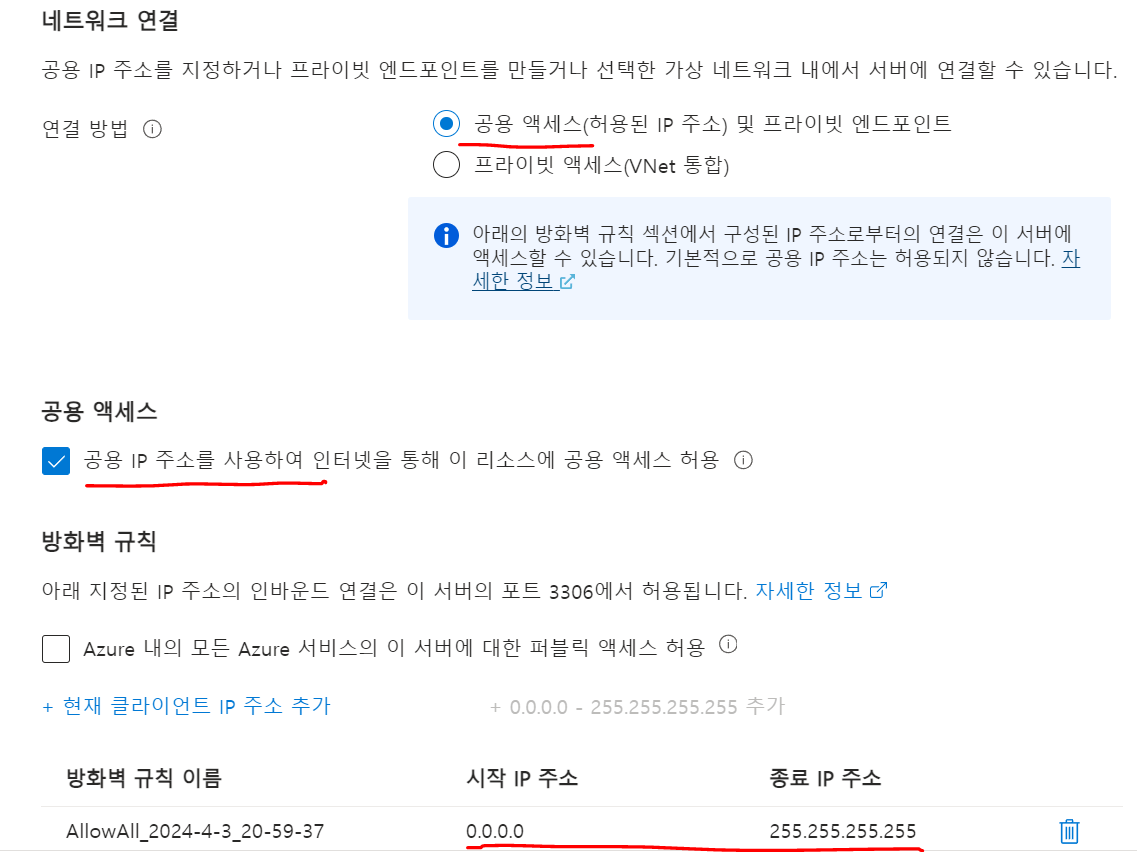 네트워크 연결
공용 IP 주소를 지정하거나 프라이빗 엔드포인트를 만들거나 선택한 가상 네트워크 내에서 서버에 연결할 수 있습니다.
연결 방법
공용 액세스(허용된 IP 주소) 및 프라이빗 엔드포인트
프라이빗 액세스(VNet 통합)
아래의 방화벽 규칙 섹션에서 구성된 IP 주소로부터의 연결은 이 서버에
액세스할 수 있습니다. 기본적으로 공용 IP 주소는 허용되지 않습니다. 자
세한 정보
공용 액세스
공용 IP 주소를 사용하여 인터넷을 통해 이 리소스에 공용 액세스 허용
방화벽 규칙
아래 지정된 IP 주소의 인바운드 연결은 이 서버의 포트 3306에서 허용됩니다. 자세한 정보
Azure 내의 모든 Azure 서비스의 이 서버에 대한 퍼블릭 액세스 허용
+ 현재 클라이언트 IP 주소 추가 + 0.0.0.0 - 255.255.255.255 추가
방화벽 규칙 이름 시작 IP 주소 종료 IP 주소
AllowAll_2024-4-3_20-59-37 0.0.0.0 255.255.255.255